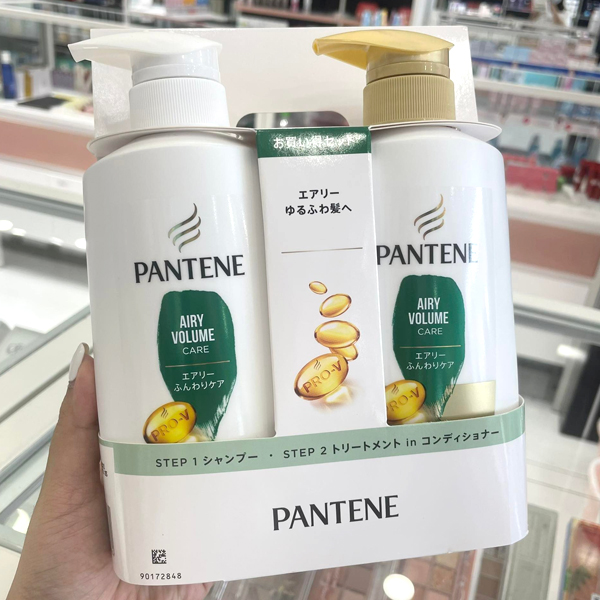 お買い得セット
エアリー
ゆるふわ髪へ
PRO-V
PANTENE
AIRY
VOLUME
CARE
エアリー
ふんわりケア
PRO-V
PANTENE
AIRY
VOLUME
CARE
エアリー
ふんわりケア
PRO-V
STEP 1 シャンプー ・ STEP 2 トリートメント in コンディショナー
PANTENE
90172848